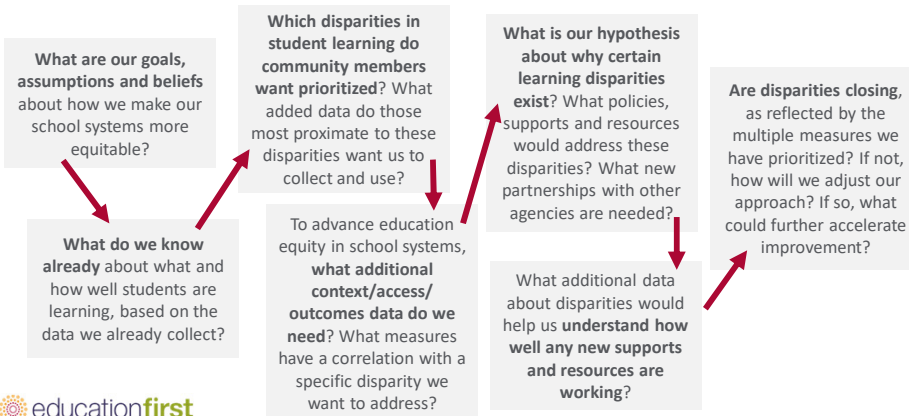 What are our goals,
assumptions and beliefs
about how we make our
school systems more
equitable?
What do we know
already about what and
how well students are
learning, based on the
data we already collect?
Which disparities in
student learning do
community members
want prioritized? What
added data do those
most proximate to these
disparities want us to
collect and use?
To advance education
equity in school systems,
what additional
context/access/
outcomes data do we
need? What measures
have a correlation with a
specific disparity we
want to address?
What is our hypothesis
about why certain
learning disparities
exist? What policies,
supports and resources
would address these
disparities? What new
partnerships with other
agencies are needed?
What additional data
about disparities would
help us understand how
well any new supports
and resources are
working?
Are disparities closing,
as reflected by the
multiple measures we
have prioritized? If not,
how will we adjust our
approach? If so, what
could further accelerate
improvement?
educationfirst